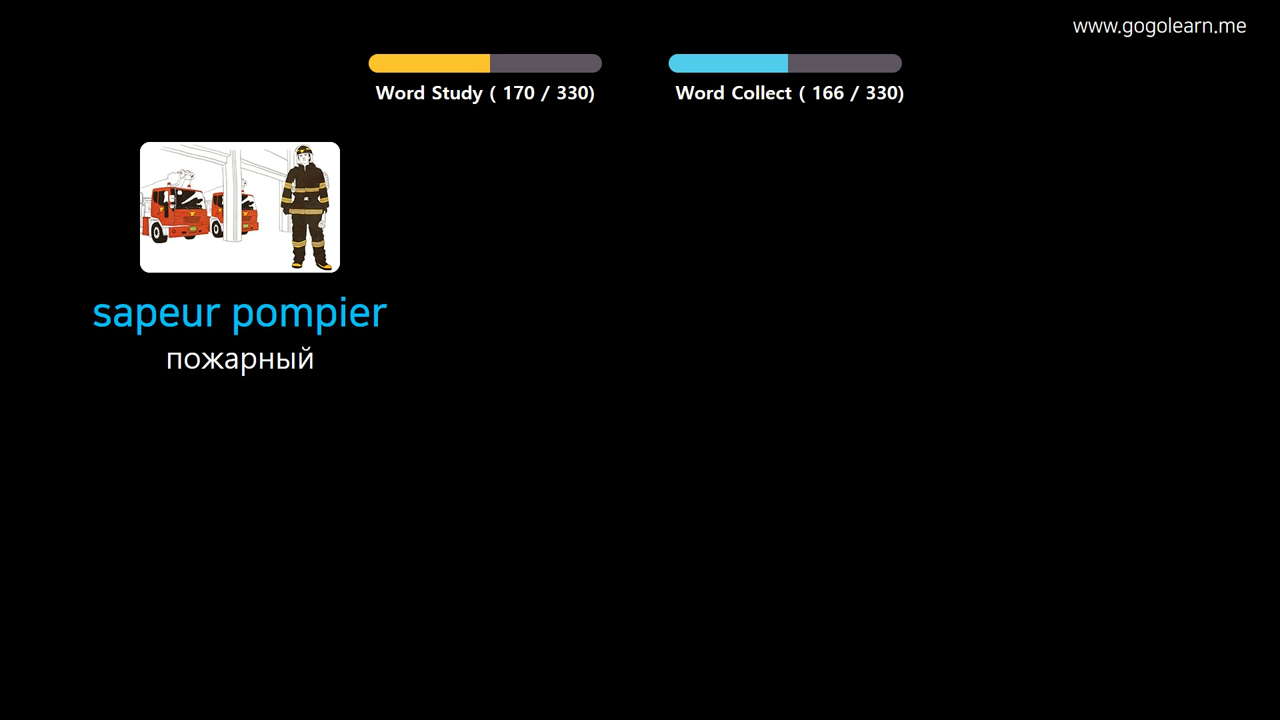 www.gogolearn.me
Word Study ( 170 / 330)
Word Collect ( 166 / 330)
sapeur pompier
пожарный